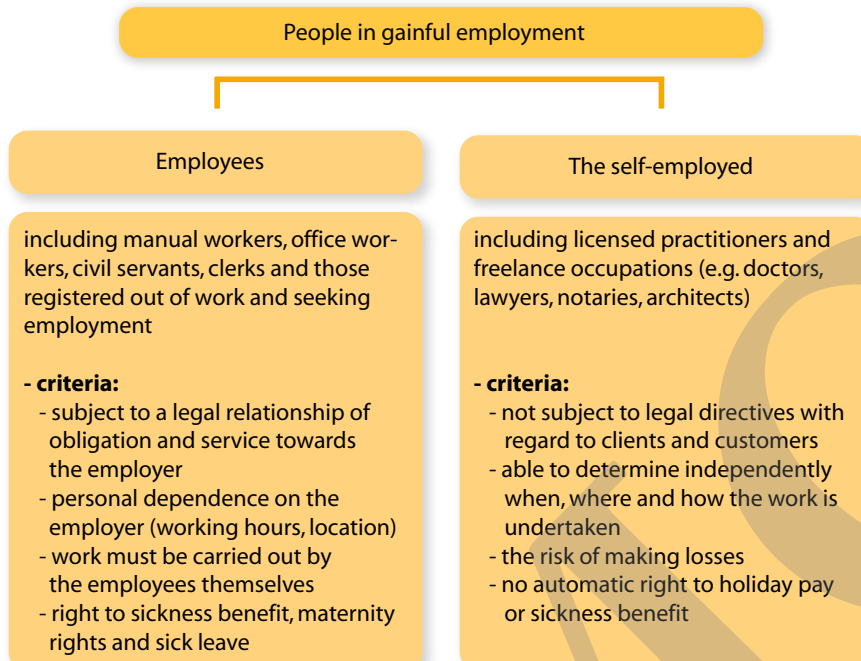 People in gainful employment
Employees
including manual workers, office wor-
kers, civil servants, clerks and those
registered out of work and seeking
employment
- criteria:
- subject to a legal relationship of
obligation and service towards
the employer
- personal dependence on the
employer (working hours, location)
- work must be carried out by
the employees themselves
- right to sickness benefit, maternity
rights and sick leave
The self-employed
including licensed practitioners and
freelance occupations (e.g. doctors,
lawyers, notaries, architects)
- criteria:
- not subject to legal directives with
regard to clients and customers
- able to determine independently
when, where and how the work is
undertaken
- the risk of making losses
- no automatic right to holiday pay
or sickness benefit